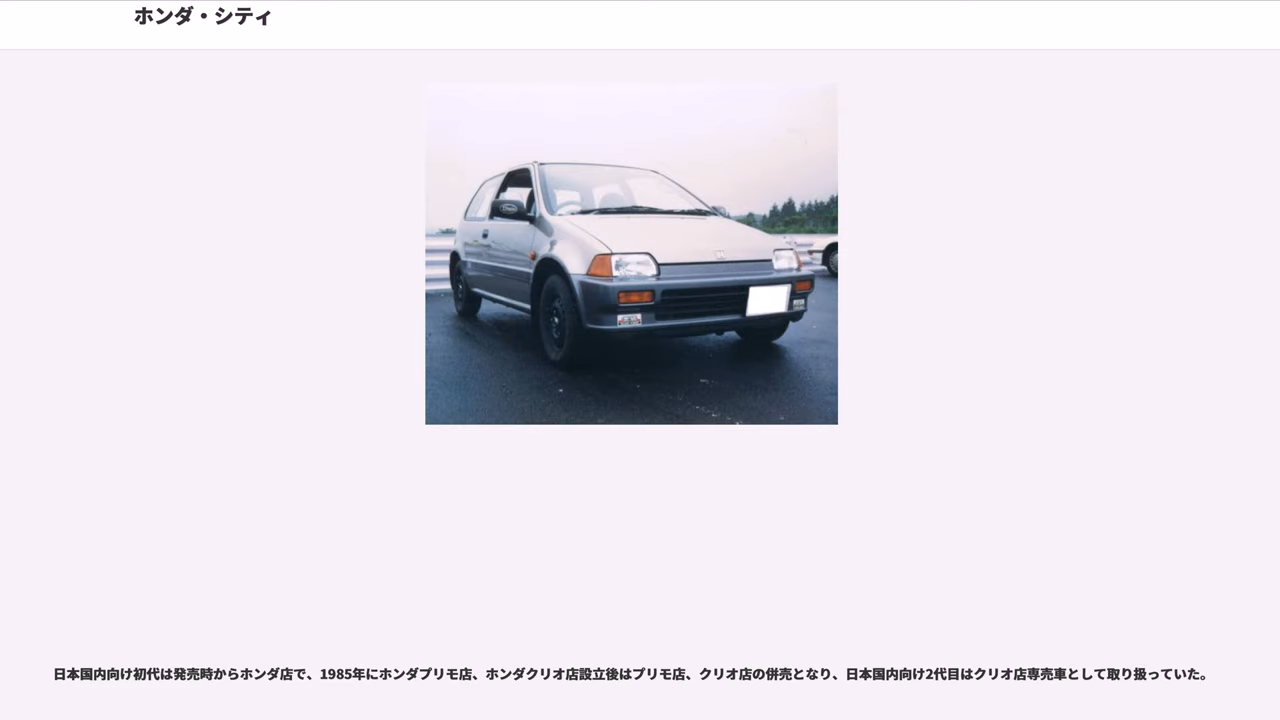 ホンダ・シティ
日本国内向け初代は発売時からホンダ店で、1985年にホンダプリモ店、ホンダクリオ店設立後はプリモ店、クリオ店の併売となり、日本国内向け2代目はクリオ店専売車として取り扱っていた。